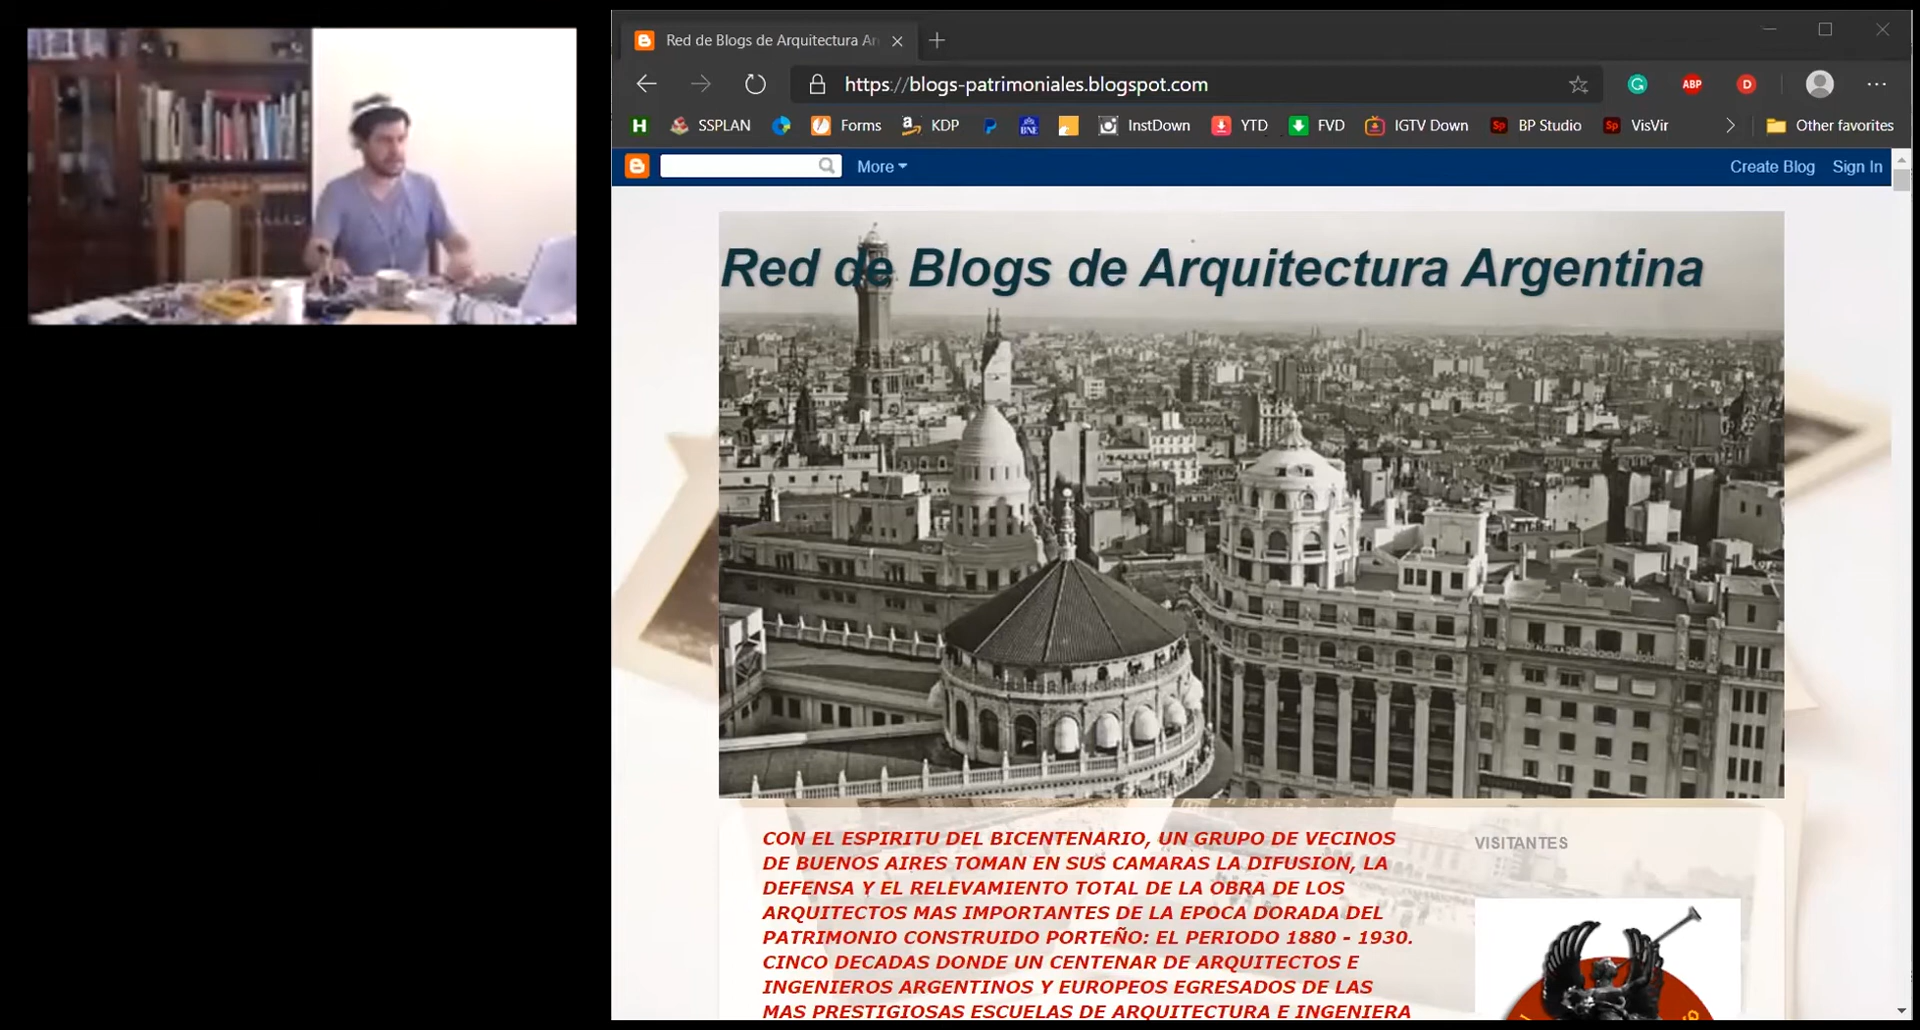 Red de Blogs de Arquitectura Ar
https://blogs-patrimoniales.blogspot.com
ABP
D
H
SSPLAN
Forms
KDP
BNE
InstDown
YTD
FVD
IGTV Down
Sp
BP Studio
Sp
VisVir
Other favorites
More
Create Blog
Sign In
Red de Blogs de Arquitectura Argentina
CON EL ESPIRITU DEL BICENTENARIO, UN GRUPO DE VECINOS
DE BUENOS AIRES TOMAN EN SUS CAMARAS LA DIFUSION, LA
DEFENSA Y EL RELEVAMIENTO TOTAL DE LA OBRA DE LOS
ARQUITECTOS MAS IMPORTANTES DE LA EPOCA DORADA DEL
PATRIMONIO CONSTRUIDO PORTEÑO: EL PERIODO 1880 - 1930.
CINCO DECADAS DONDE UN CENTENAR DE ARQUITECTOS E
INGENIEROS ARGENTINOS Y EUROPEOS EGRESADOS DE LAS
MAS PRESTIGIOSAS ESCUELAS DE ARQUITECTURA E INGENIERA
VISITANTES